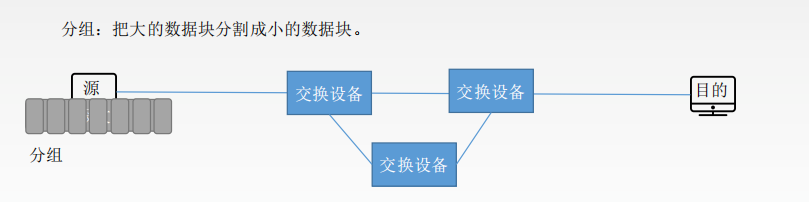 分组：把大的数据块分割成小的数据块。
源
交换设备
交换设备
目的
分组
交换设备